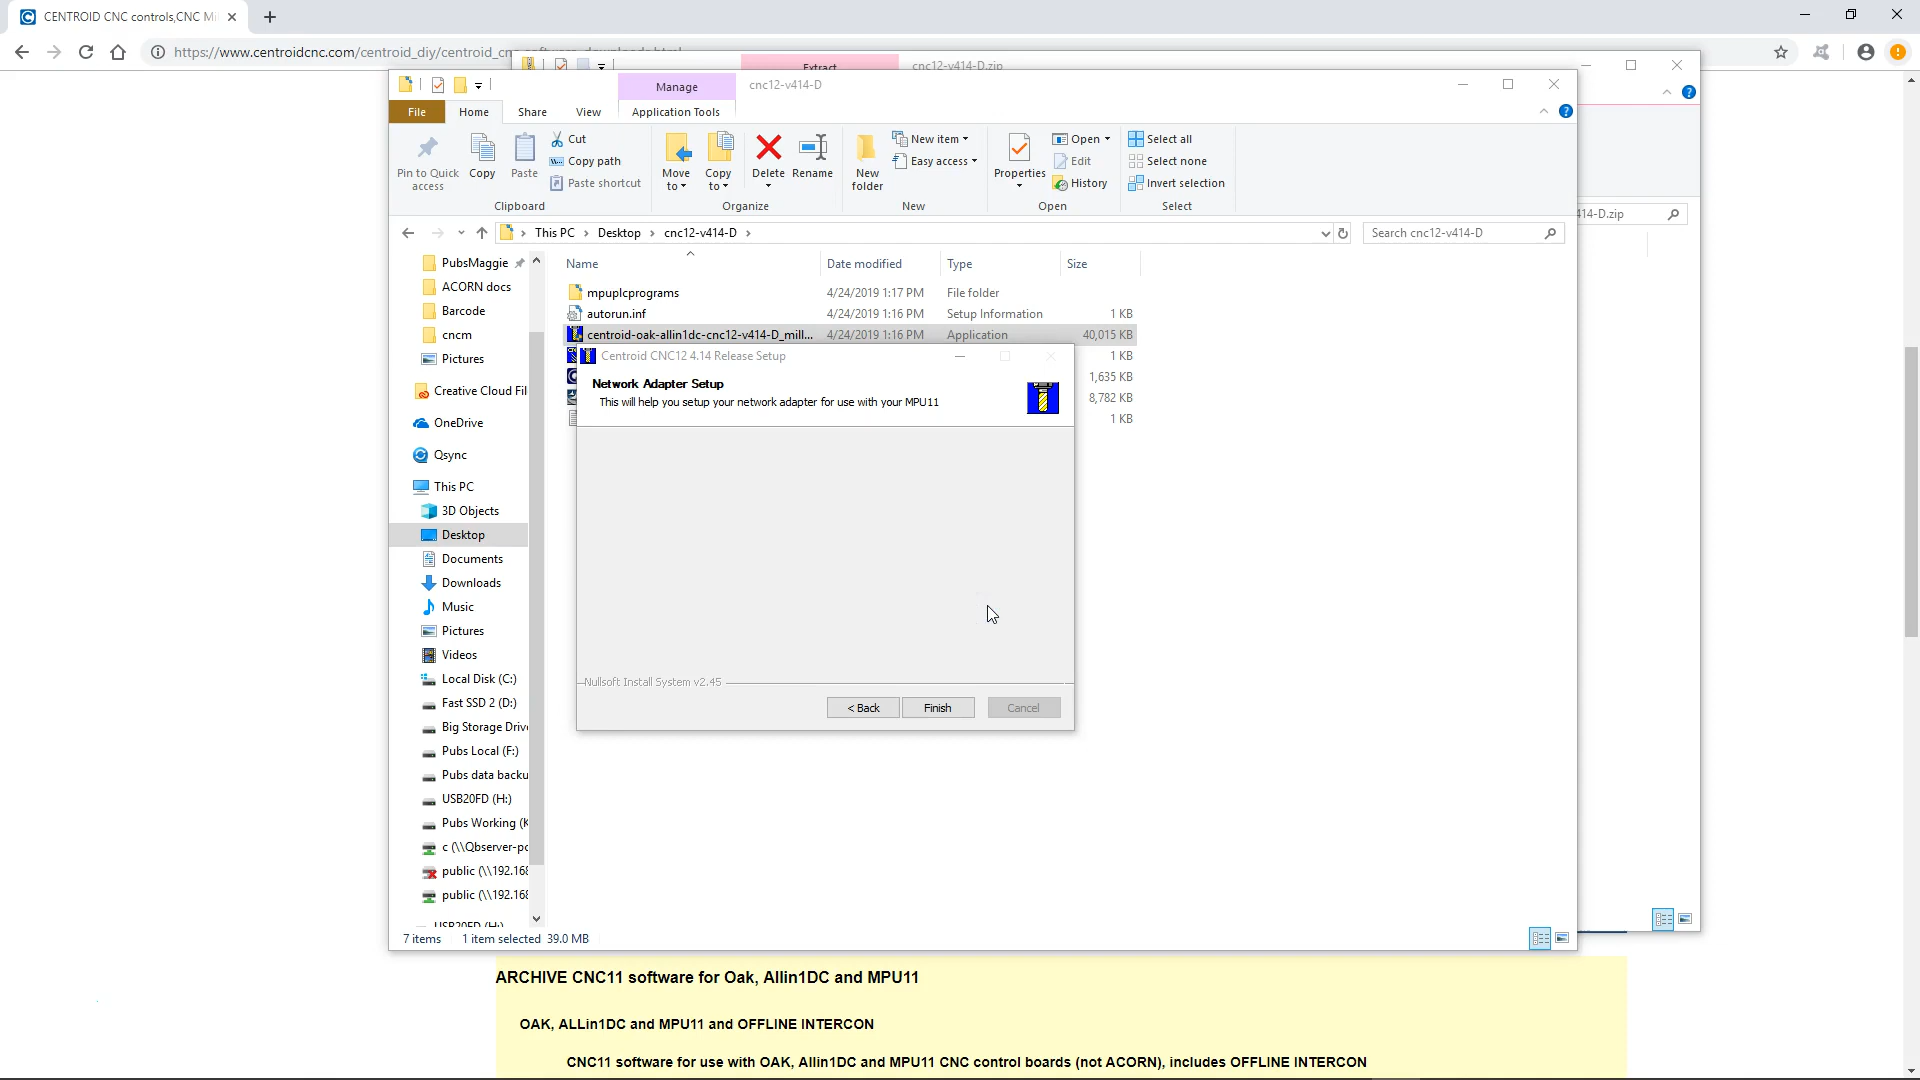 CENTROID CNC controls,CNC Mi
https://www.centroidcnc.com/centroid_diy/centroid_cnc_software_downloads.html
Extract
cnc12-v414-D.zip
Manage
cnc12-v414-D
File
Home
Share
View
Application Tools
Pin to Quick access
Copy
Paste
Cut
Copy path
Paste shortcut
Clipboard
Move to
Copy to
Delete
Rename
Organize
New folder
New item
Easy access
New
Properties
Open
Edit
History
Open
Select all
Select none
Invert selection
Select
This PC
Desktop
cnc12-v414-D
Search cnc12-v414-D
414-D.zip
Name
Date modified
Type
Size
mpuplcprograms 4/24/2019 1:17 PM File folder
autorun.inf 4/24/2019 1:16 PM Setup Information 1 KB
centroid-oak-allin1dc-cnc12-v414-D_mill... 4/24/2019 1:16 PM Application 40,015 KB
1 KB
1,635 KB
8,782 KB
1 KB
PubsMaggie
ACORN docs
Barcode
cncm
Pictures
Creative Cloud Fil
OneDrive
Qsync
This PC
3D Objects
Desktop
Documents
Downloads
Music
Pictures
Videos
Local Disk (C:)
Fast SSD 2 (D:)
Big Storage Drive
Pubs Local (F:)
Pubs data backu
USB20FD (H:)
Pubs Working (K
c (\\Qbserver-pc
public (\\192.168
public (\\192.168
USB20FD (H:)
Centroid CNC12 4.14 Release Setup
Network Adapter Setup
This will help you setup your network adapter for use with your MPU11
Nullsoft Install System v2.45
< Back
Finish
Cancel
7 items
1 item selected 39.0 MB
ARCHIVE CNC11 software for Oak, Allin1DC and MPU11
OAK, ALLin1DC and MPU11 and OFFLINE INTERCON
CNC11 software for use with OAK, Allin1DC and MPU11 CNC control boards (not ACORN), includes OFFLINE INTERCON